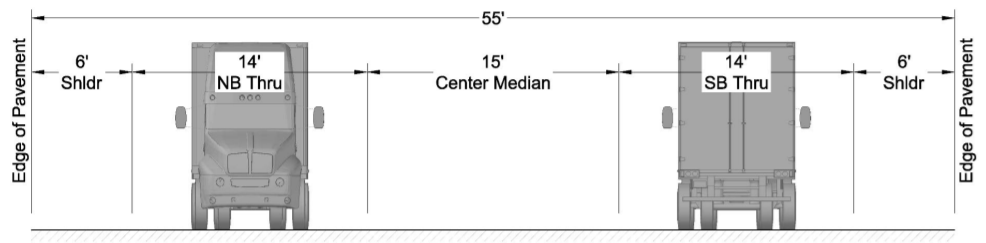 55'
Edge of Pavement
6'
Shldr
14'
NB Thru
15'
Center Median
14'
SB Thru
6'
Shldr
Edge of Pavement